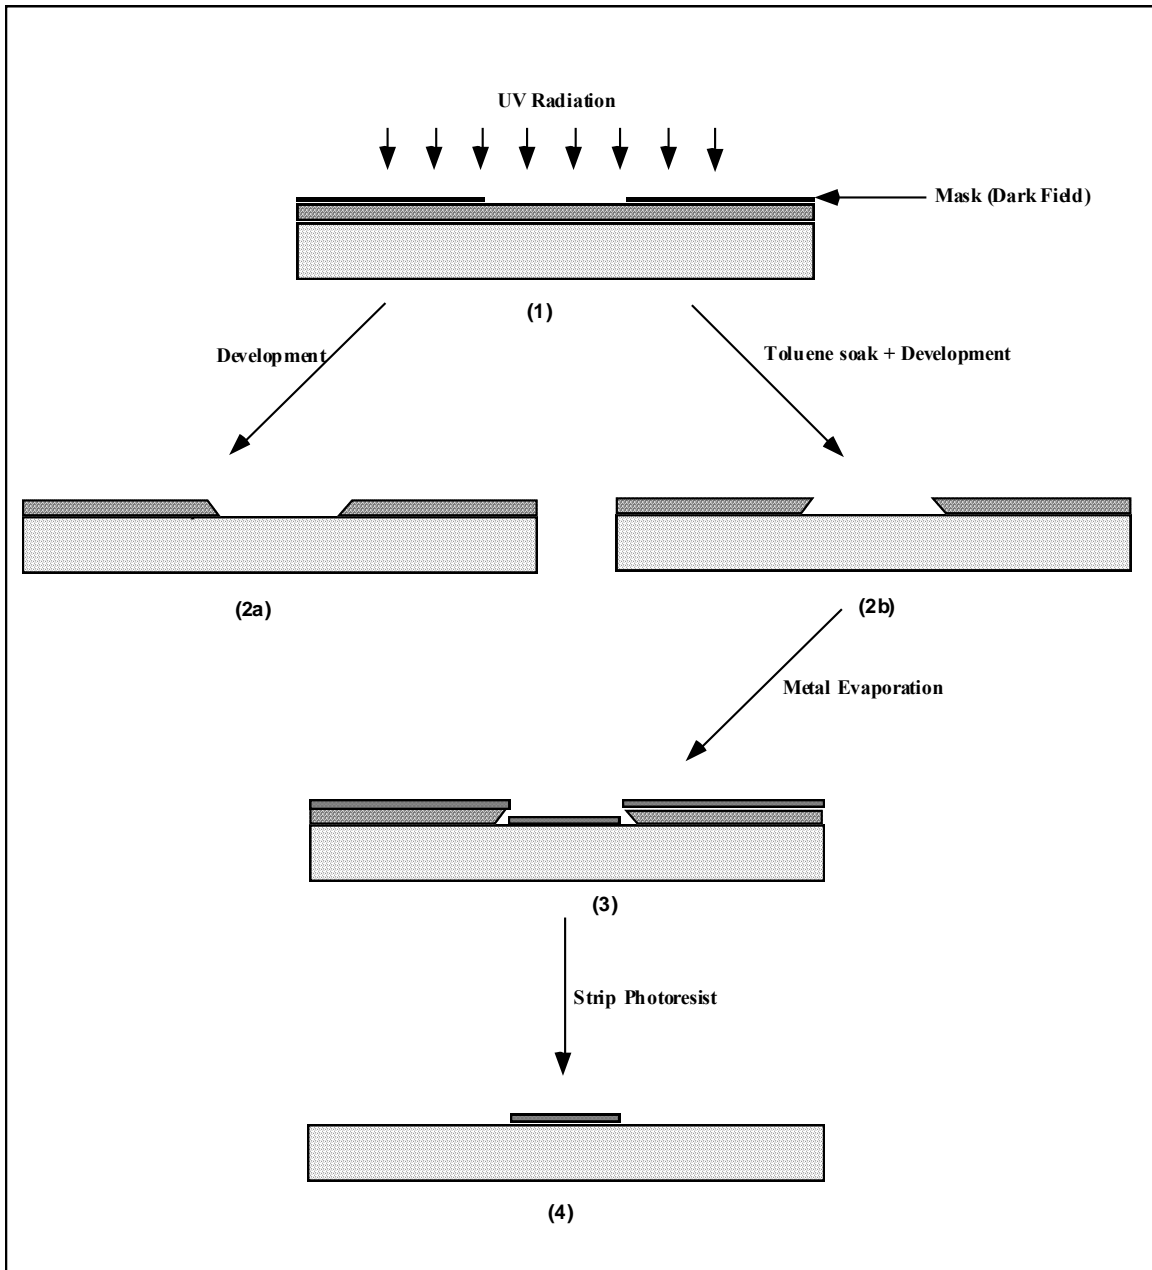 UV Radiation
Mask (Dark Field)
(1)
Development
Toluene soak + Development
(2a)
(2b)
Metal Evaporation
(3)
Strip Photoresist
(4)